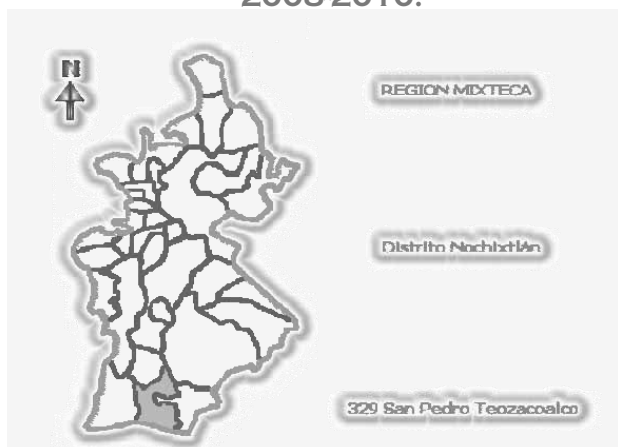 N
REGION MIXTECA
Distrito Nochixtlán
329 San Pedro Teozacoalco